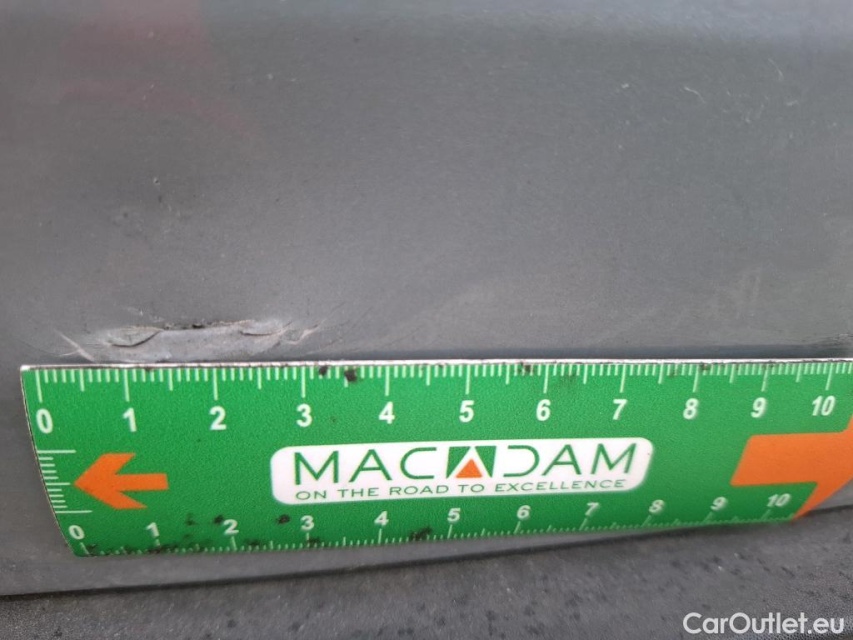 0 1 2 3 4 5 6 7 8 9 10
MACADAM
ON THE ROAD TO EXCELLENCE
0 1 2 3 4 5 6 7 8 9 10
CarOutlet.eu